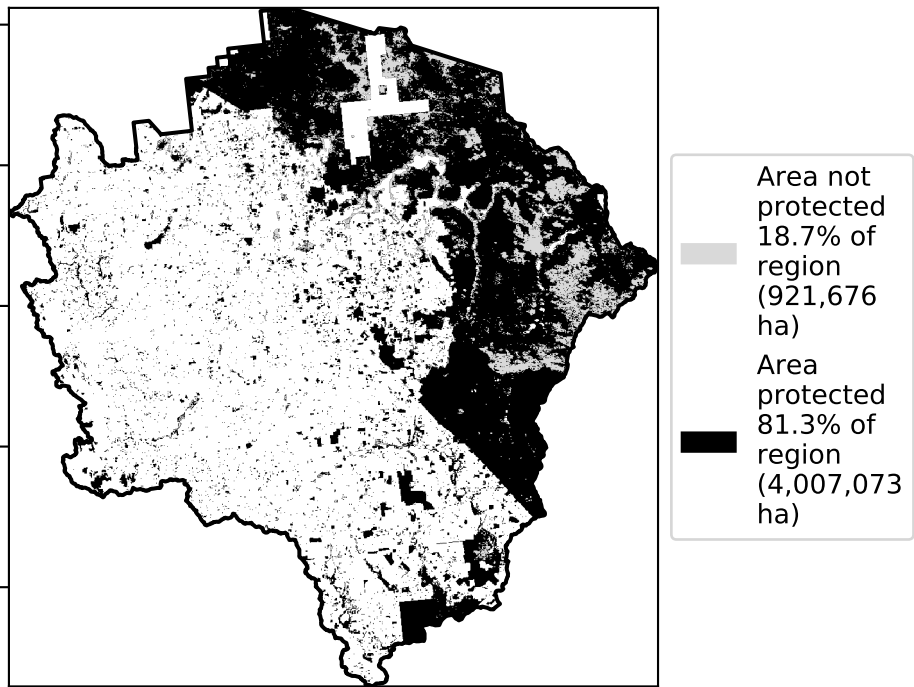 Area not
protected
18.7% of
region
(921,676
ha)
Area
protected
81.3% of
region
(4,007,073
ha)